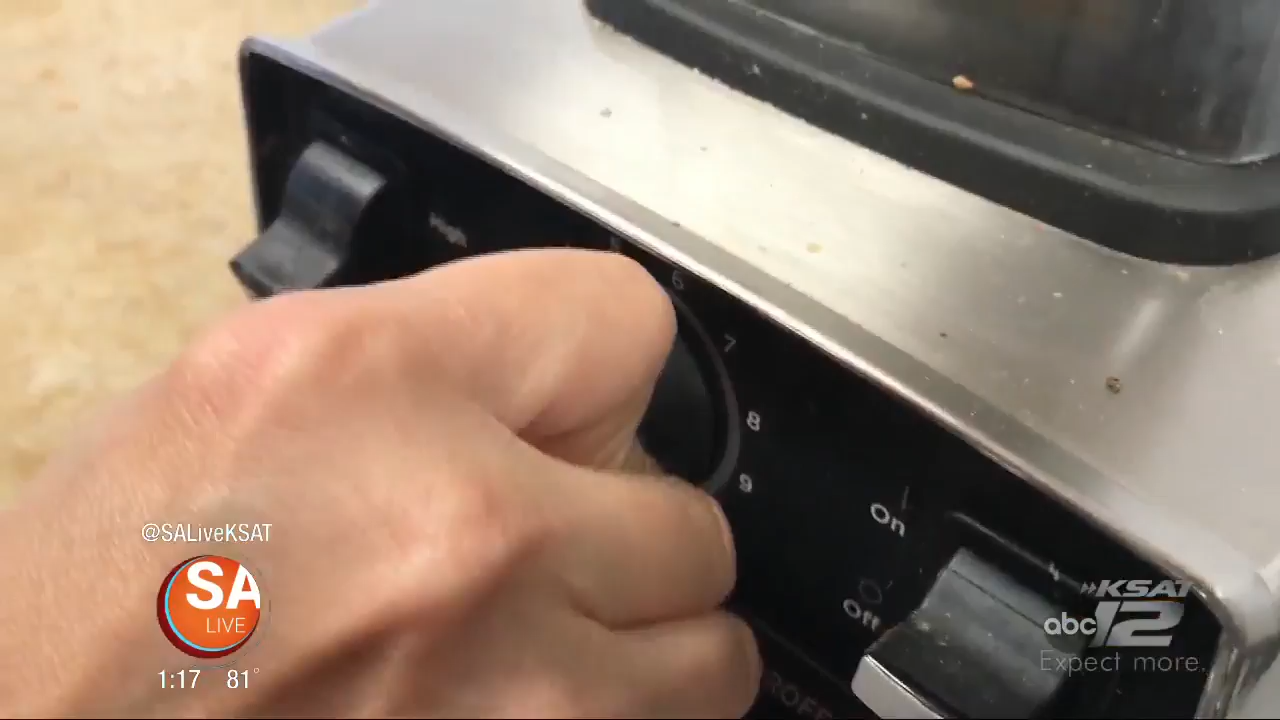 6
7
8
9
On
Off
@SALiveKSAT
SA
LIVE
1:17 81°
KSAT
abc 12
Expect more.